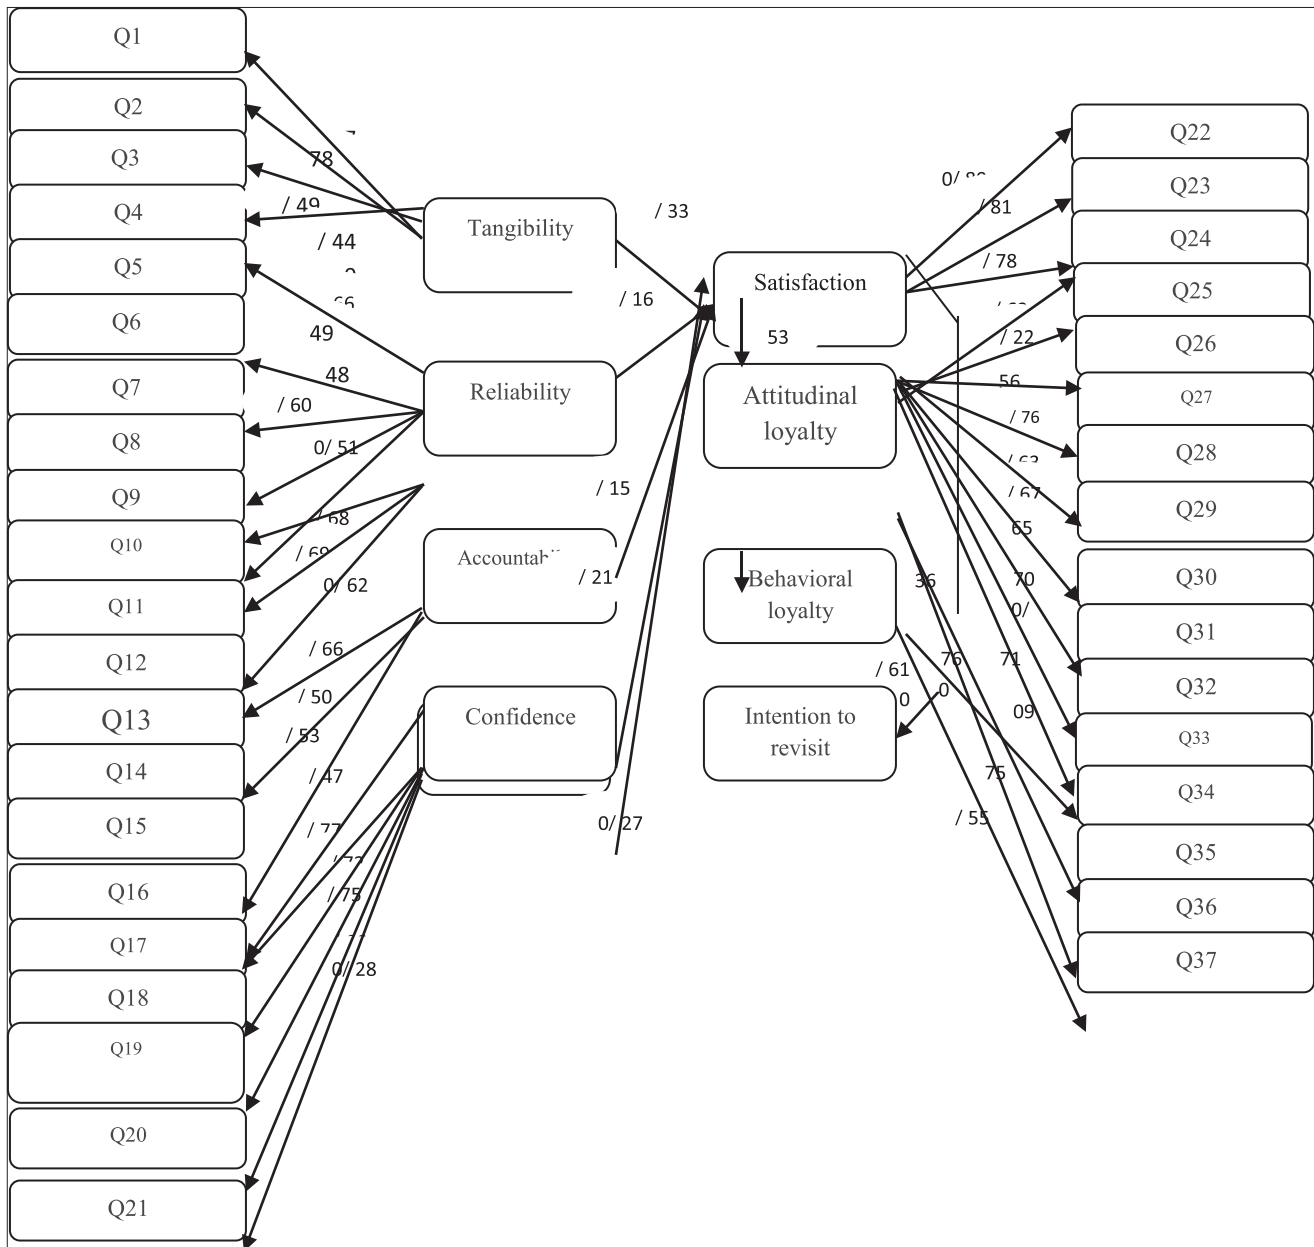 Q1
Q2
Q3
Q4
Q5
Q6
Q7
Q8
Q9
Q10
Q11
Q12
Q13
Q14
Q15
Q16
Q17
Q18
Q19
Q20
Q21
78
/ 49
/ 44
49
48
/ 60
0/ 51
/ 68
0/ 62
/ 66
/ 50
/ 53
/ 47
/ 75
0/ 28
Tangibility
Reliability
Confidence
/ 33
/ 16
/ 15
/ 21
0/ 27
Satisfaction
53
Attitudinal
loyalty
Behavioral
loyalty
Intention to
revisit
/ 81
/ 78
/ 22
56
/ 76
/ 67
65
70
0/
36
76
71
/ 61
0
0
09
75
/ 55
Q22
Q23
Q24
Q25
Q26
Q27
Q28
Q29
Q30
Q31
Q32
Q33
Q34
Q35
Q36
Q37